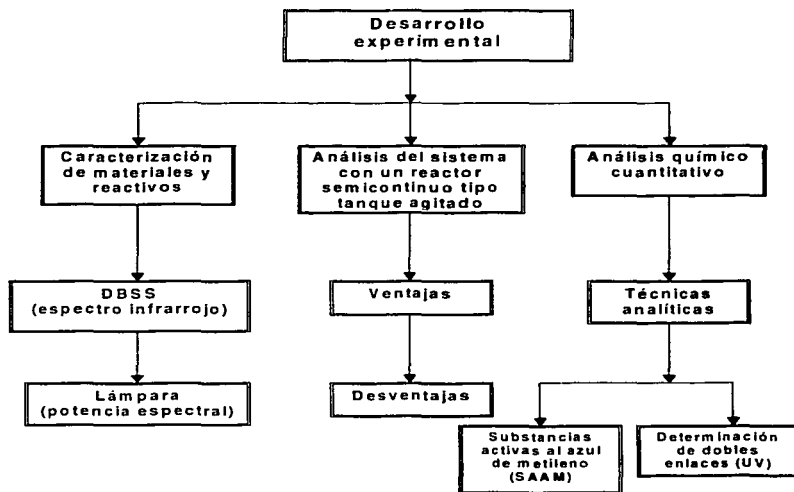 Desarrollo
experimental
Caracterización
de materiales y
reactivos
Análisis del sistema
con un reactor
semicontinuo tipo
tanque agitado
Análisis químico
cuantitativo
DBSS
(espectro infrarrojo)
Ventajas
Técnicas
analíticas
Lámpara
(potencia espectral)
Desventajas
Substancias
activas al azul
de metileno
(SAAM)
Determinación
de dobles
enlaces (UV)